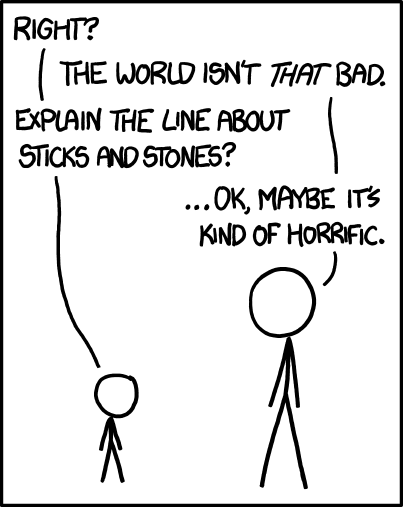 RIGHT?
THE WORLD ISN'T THAT BAD.
EXPLAIN THE LINE ABOUT
STICKS AND STONES?
...OK, MAYBE IT'S
KIND OF HORRIFIC.